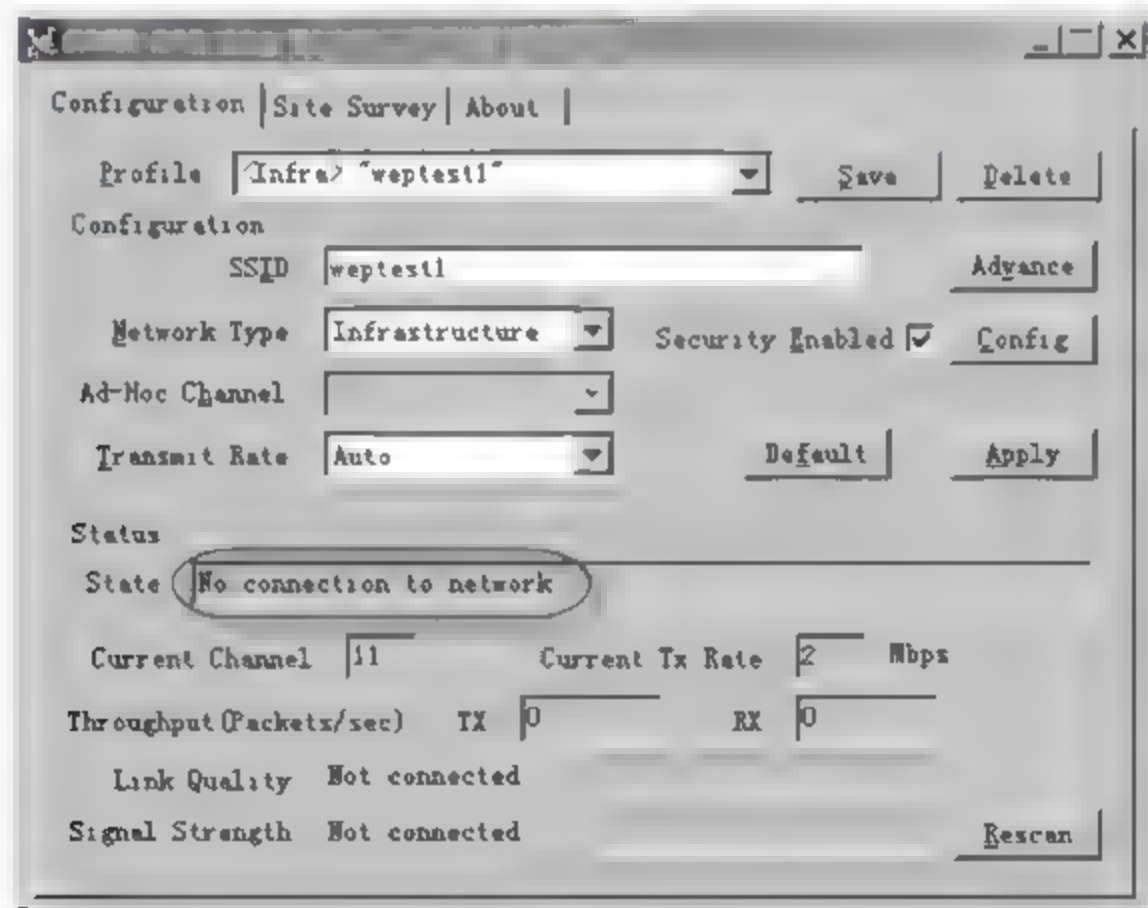 Configuration Site Survey About
Profile <Infra> "weptest1" Save Delete
Configuration
SSID weptest1 Advance
Network Type Infrastructure Security Enabled Config
Ad-Hoc Channel
Transmit Rate Auto Default Apply
Status
State No connection to network
Current Channel 11 Current Tx Rate 2 Mbps
Throughput(Packets/sec) TX 0 RX 0
Link Quality Not connected
Signal Strength Not connected Rescan